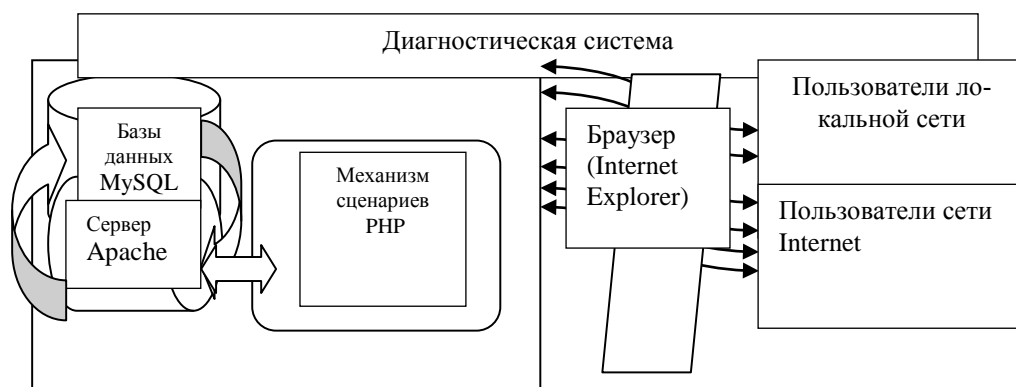 Диагностическая система
Базы
данных
MySQL
Сервер
Apache
Механизм
сценариев
PHP
Браузер
(Internet
Explorer)
Пользователи ло-
кальной сети
Пользователи сети
Internet